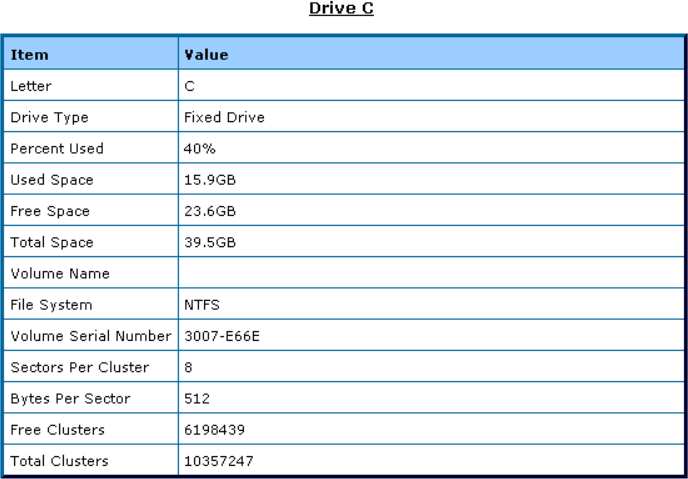 Drive C
Item Value
Letter C
Drive Type Fixed Drive
Percent Used 40%
Used Space 15.9GB
Free Space 23.6GB
Total Space 39.5GB
Volume Name
File System NTFS
Volume Serial Number 3007-E66E
Sectors Per Cluster 8
Bytes Per Sector 512
Free Clusters 6198439
Total Clusters 10357247